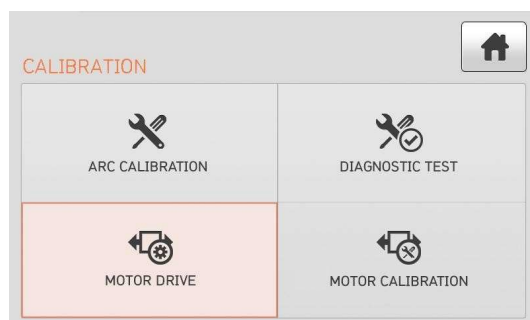 CALIBRATION
ARC CALIBRATION
DIAGNOSTIC TEST
MOTOR DRIVE
MOTOR CALIBRATION